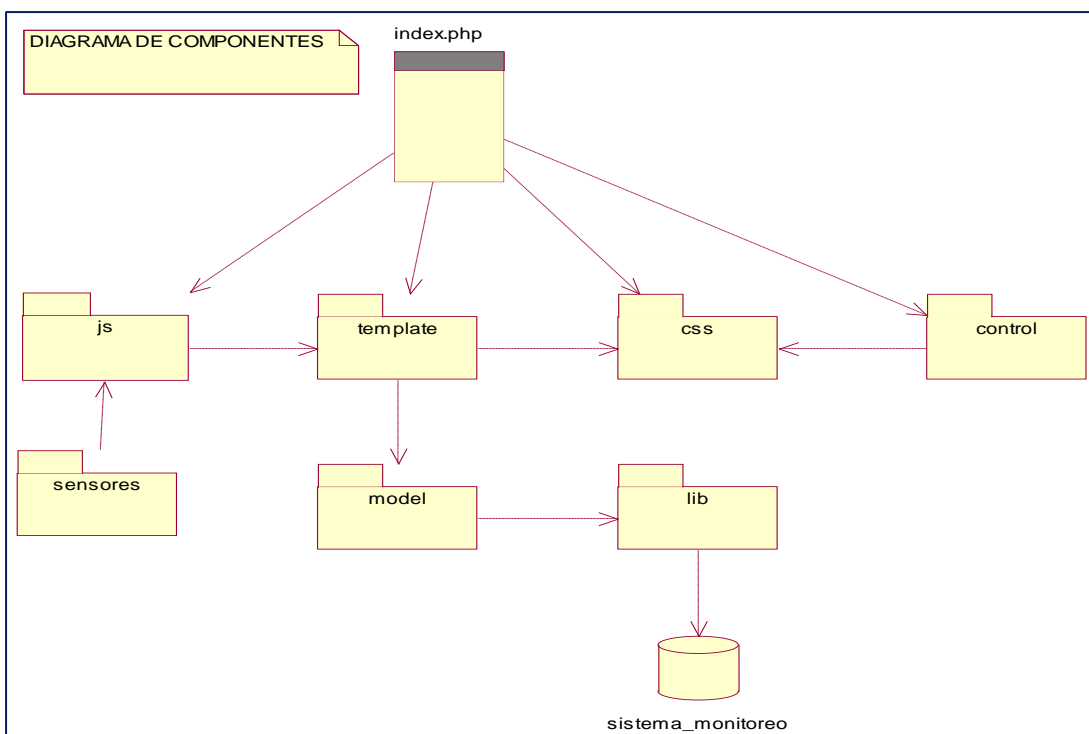 DIAGRAMA DE COMPONENTES
index.php
js
template
css
control
sensores
model
lib
sistema_monitoreo